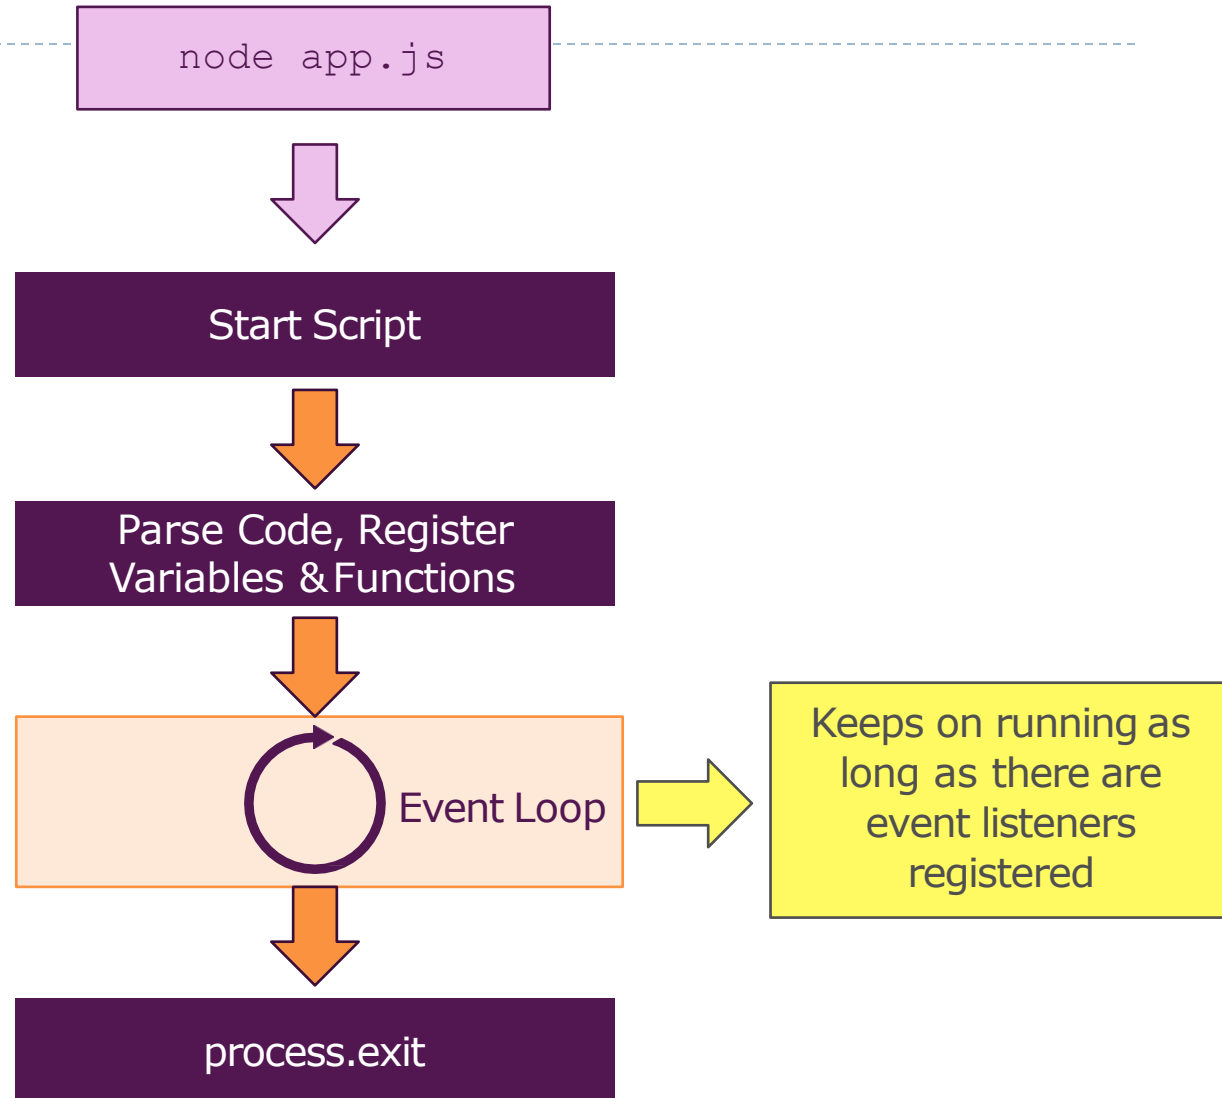 node app.js
Start Script
Parse Code, Register
Variables & Functions
Event Loop
Keeps on running as
long as there are
event listeners
registered
process.exit